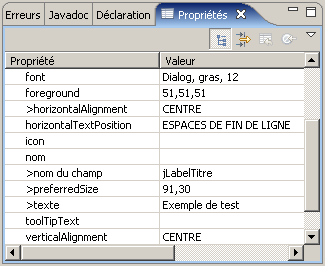 Erreurs Javadoc Déclaration Propriétés
Propriété Valeur
font Dialog, gras, 12
foreground 51,51,51
>horizontalAlignment CENTRE
horizontalTextPosition ESPACES DE FIN DE LIGNE
icon
nom
>nom du champ jLabelTitre
>preferredSize 91,30
>texte Exemple de test
toolTipText
verticalAlignment CENTRE